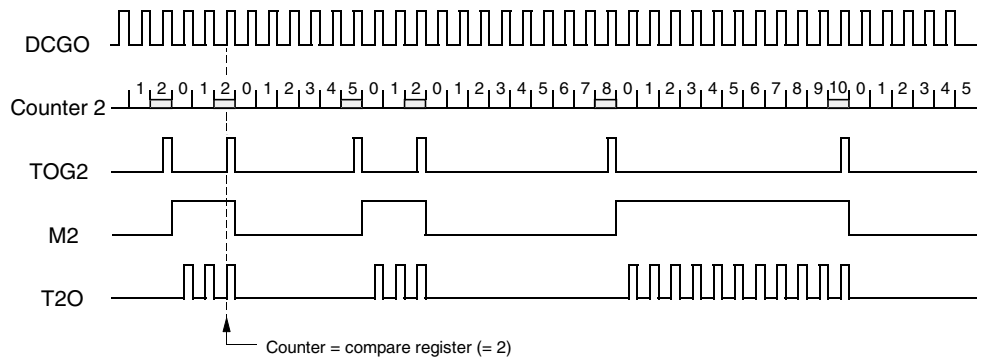 DCGO
Counter 2 1 2 0 1 2 0 1 2 3 4 5 0 1 2 0 1 2 3 4 5 6 7 8 0 1 2 3 4 5 6 7 8 9 10 0 1 2 3 4 5
TOG2
M2
T2O
Counter = compare register (= 2)